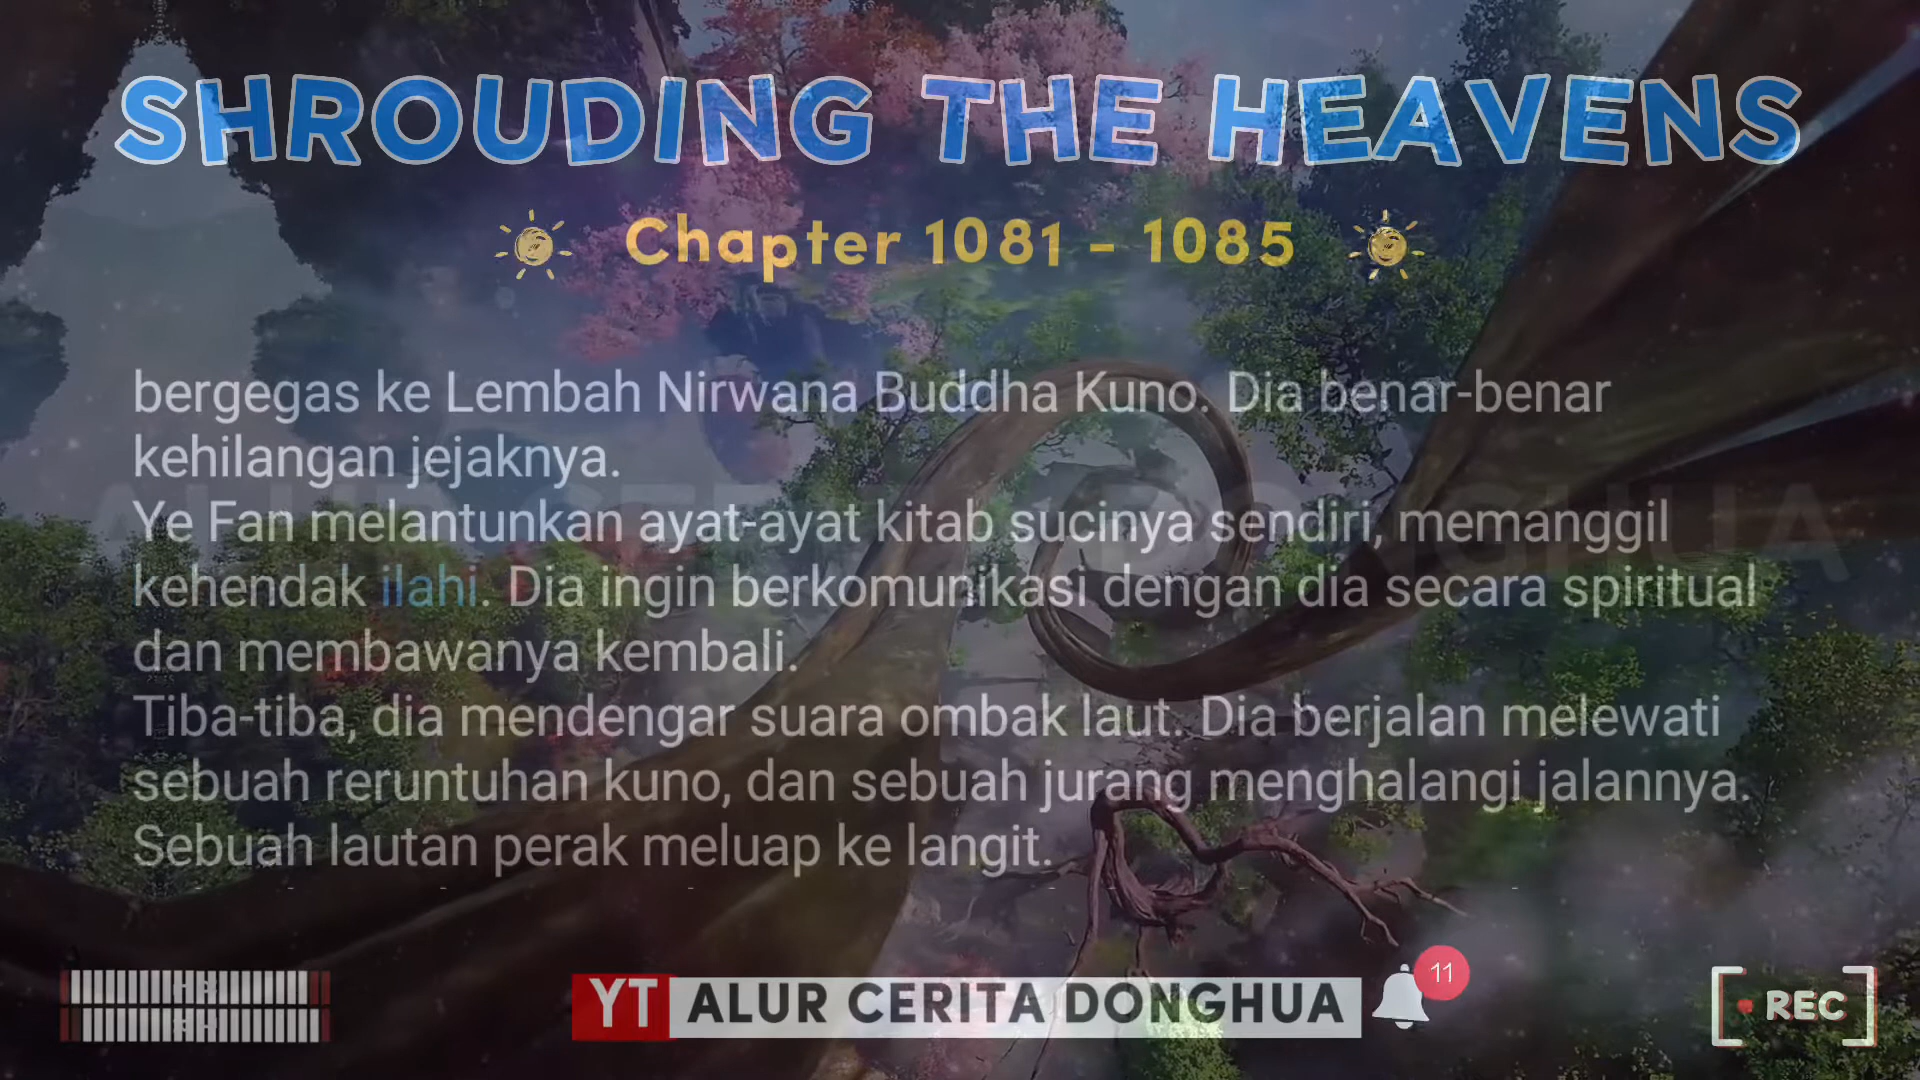 SHROUDING THE HEAVENS
Chapter 1081 - 1085
bergegas ke Lembah Nirwana Buddha Kuno. Dia benar-benar
kehilangan jejaknya.
Ye Fan melantunkan ayat-ayat kitab sucinya sendiri, memanggil
kehendak ilahi. Dia ingin berkomunikasi dengan dia secara spiritual
dan membawanya kembali.
Tiba-tiba, dia mendengar suara ombak laut. Dia berjalan melewati
sebuah reruntuhan kuno, dan sebuah jurang menghalangi jalannya.
Sebuah lautan perak meluap ke langit.
YT ALUR CERITA DONGHUA
11
REC